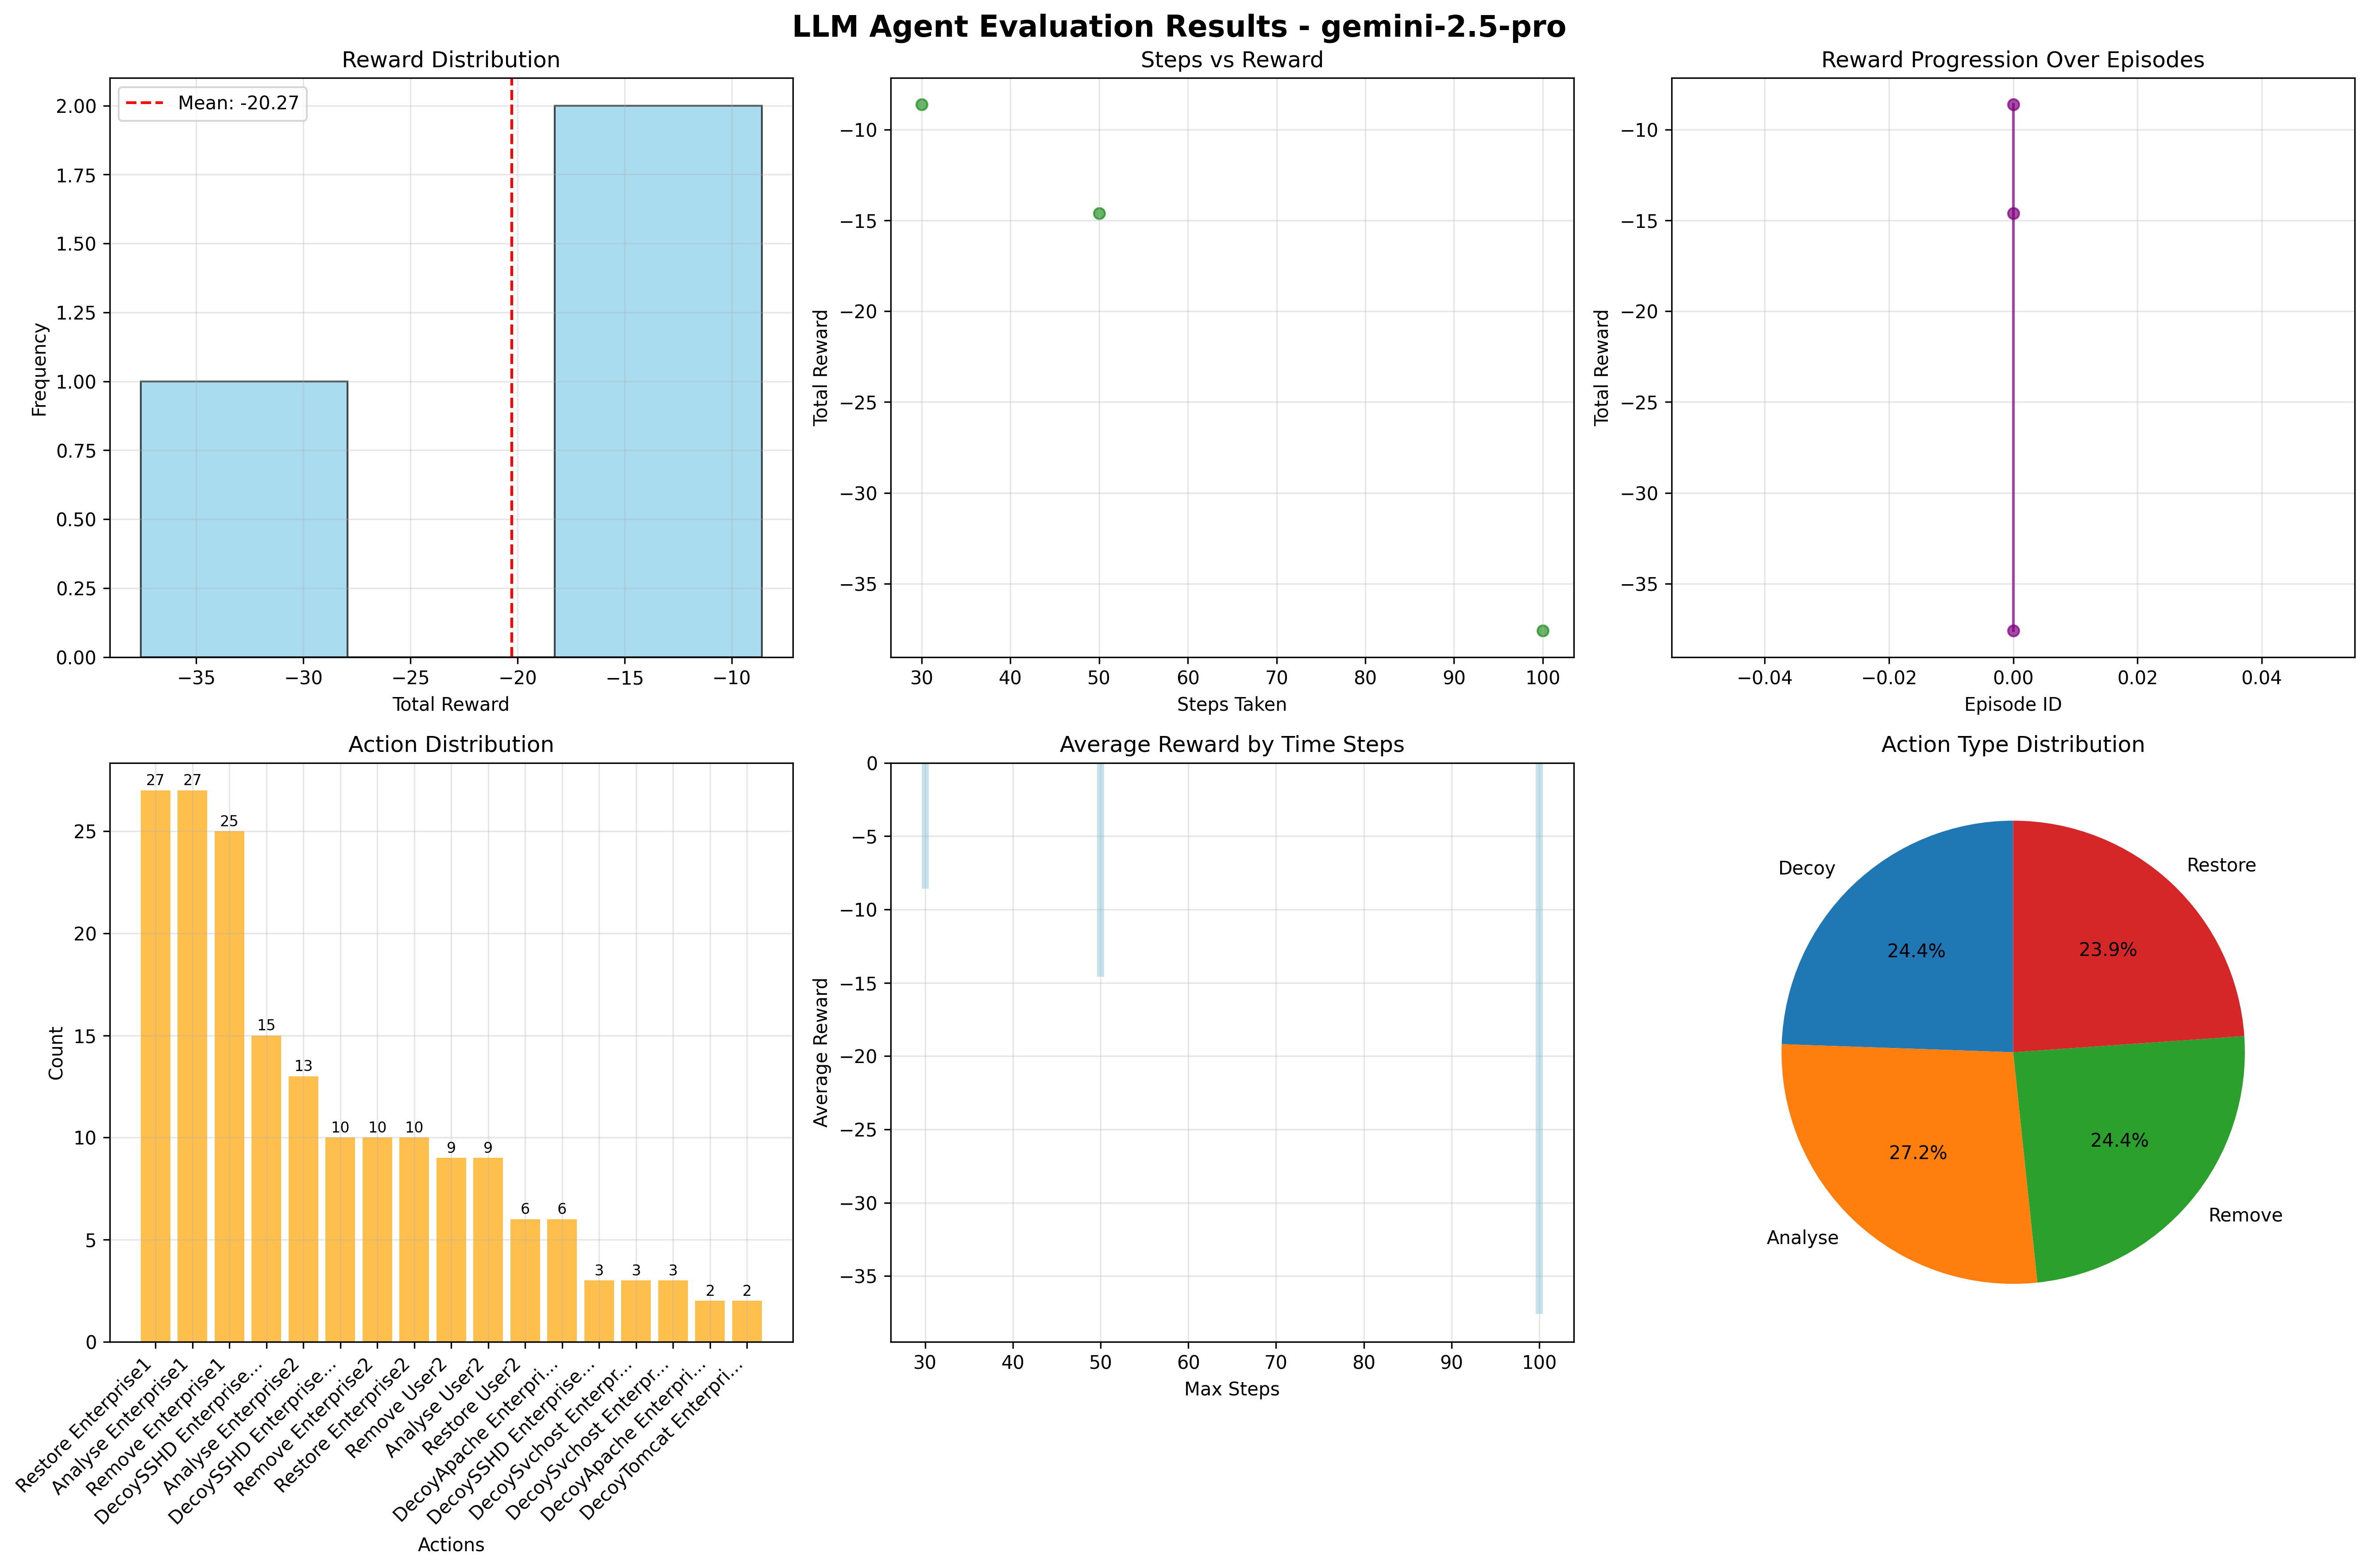 LLM Agent Evaluation Results - gemini-2.5-pro
Reward Distribution
Mean: -20.27
2.00
1.75
1.50
1.25
1.00
0.75
0.50
0.25
0.00
Frequency
−35 −30 −25 −20 −15 −10
Total Reward
Steps vs Reward
−10
−15
−20
−25
−30
−35
Total Reward
30 40 50 60 70 80 90 100
Steps Taken
Reward Progression Over Episodes
−10
−15
−20
−25
−30
−35
Total Reward
−0.04 −0.02 0.00 0.02 0.04
Episode ID
Action Distribution
27 27 25 15 13 10 10 10 9 9 6 6 3 3 3 2 2
25
20
15
10
5
0
Count
Restore Enterprise1
Analyse Enterprise1
Remove Enterprise1
DecoySSHD Enterprise...
Analyse Enterprise2
DecoySSHD Enterprise...
Remove Enterprise2
Restore Enterprise2
Remove User2
Analyse User2
Restore User2
DecoyApache Enterpri...
DecoySSHD Enterprise...
DecoySvchost Enterpr...
DecoySvchost Enterpr...
DecoyApache Enterpri...
DecoyTomcat Enterpri...
Actions
Average Reward by Time Steps
0
−5
−10
−15
−20
−25
−30
−35
Average Reward
30 40 50 60 70 80 90 100
Max Steps
Action Type Distribution
Decoy
24.4%
Restore
23.9%
Analyse
27.2%
Remove
24.4%